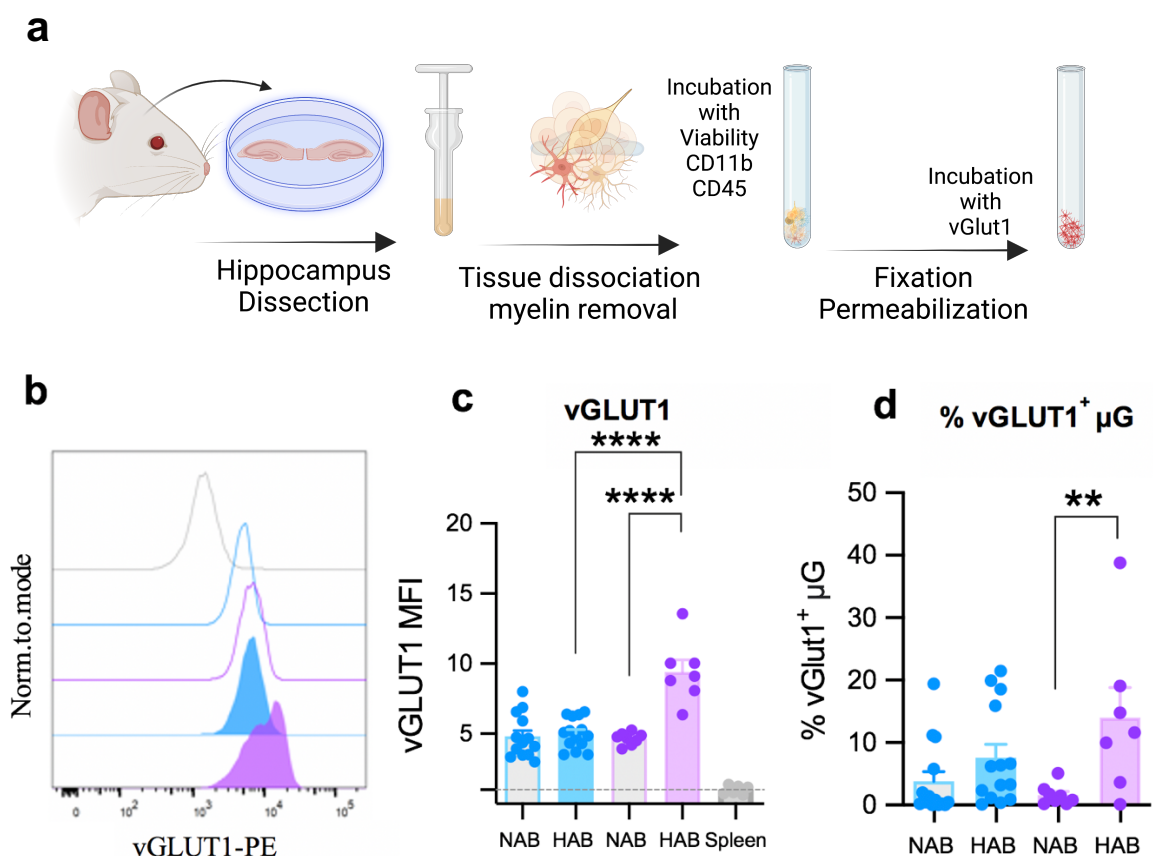 a
Incubation
with
Viability
CD11b
CD45
Incubation
with
vGlut1
Hippocampus
Dissection
Tissue dissociation
myelin removal
Fixation
Permeabilization
b
Norm.to.mode
0
10²
10³
10⁴
10⁵
vGLUT1-PE
c
vGLUT1
****
****
vGLUT1 MFI
20
15
10
5
NAB HAB NAB HAB Spleen
d
% vGLUT1⁺ μG
**
% vGlut1⁺ μG
50
40
30
20
10
0
NAB HAB NAB HAB